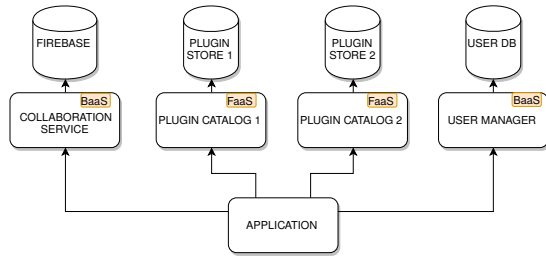 FIREBASE
PLUGIN
STORE 1
PLUGIN
STORE 2
USER DB
BaaS
COLLABORATION
SERVICE
FaaS
PLUGIN CATALOG 1
FaaS
PLUGIN CATALOG 2
BaaS
USER MANAGER
APPLICATION